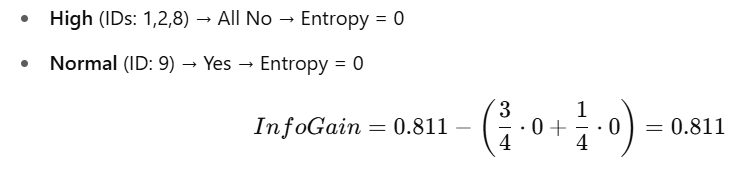 • High (IDs: 1,2,8) → All No → Entropy = 0
• Normal (ID: 9) → Yes → Entropy = 0
InfoGain = 0.811 − (3/4 · 0 + 1/4 · 0) = 0.811